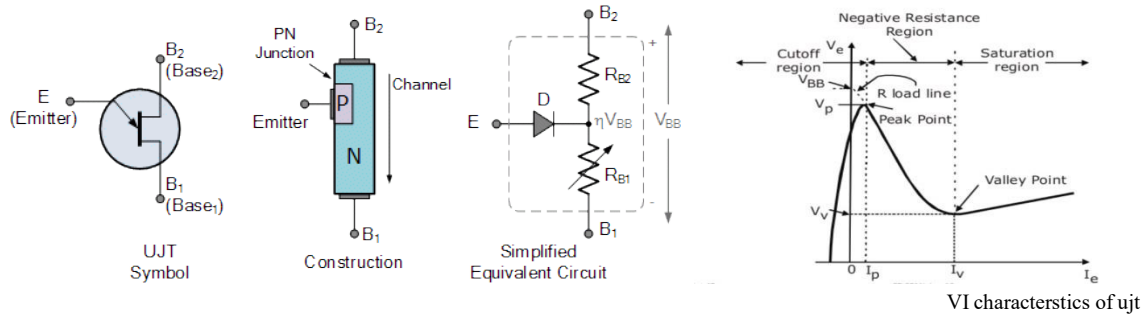 B2
(Base2)
E
(Emitter)
B1
(Base1)
UJT
Symbol
PN
Junction
B2
Channel
P
Emitter
N
B1
Construction
B2
+
RB2
D
E
ηVBB
VBB
RB1
-
B1
Simplified
Equivalent Circuit
Negative Resistance
Region
Cutoff
region
Ve
Saturation
region
VBB
R load line
Vp
Peak Point
Valley Point
Vv
0
Ip
Iv
Ie
VI characterstics of ujt